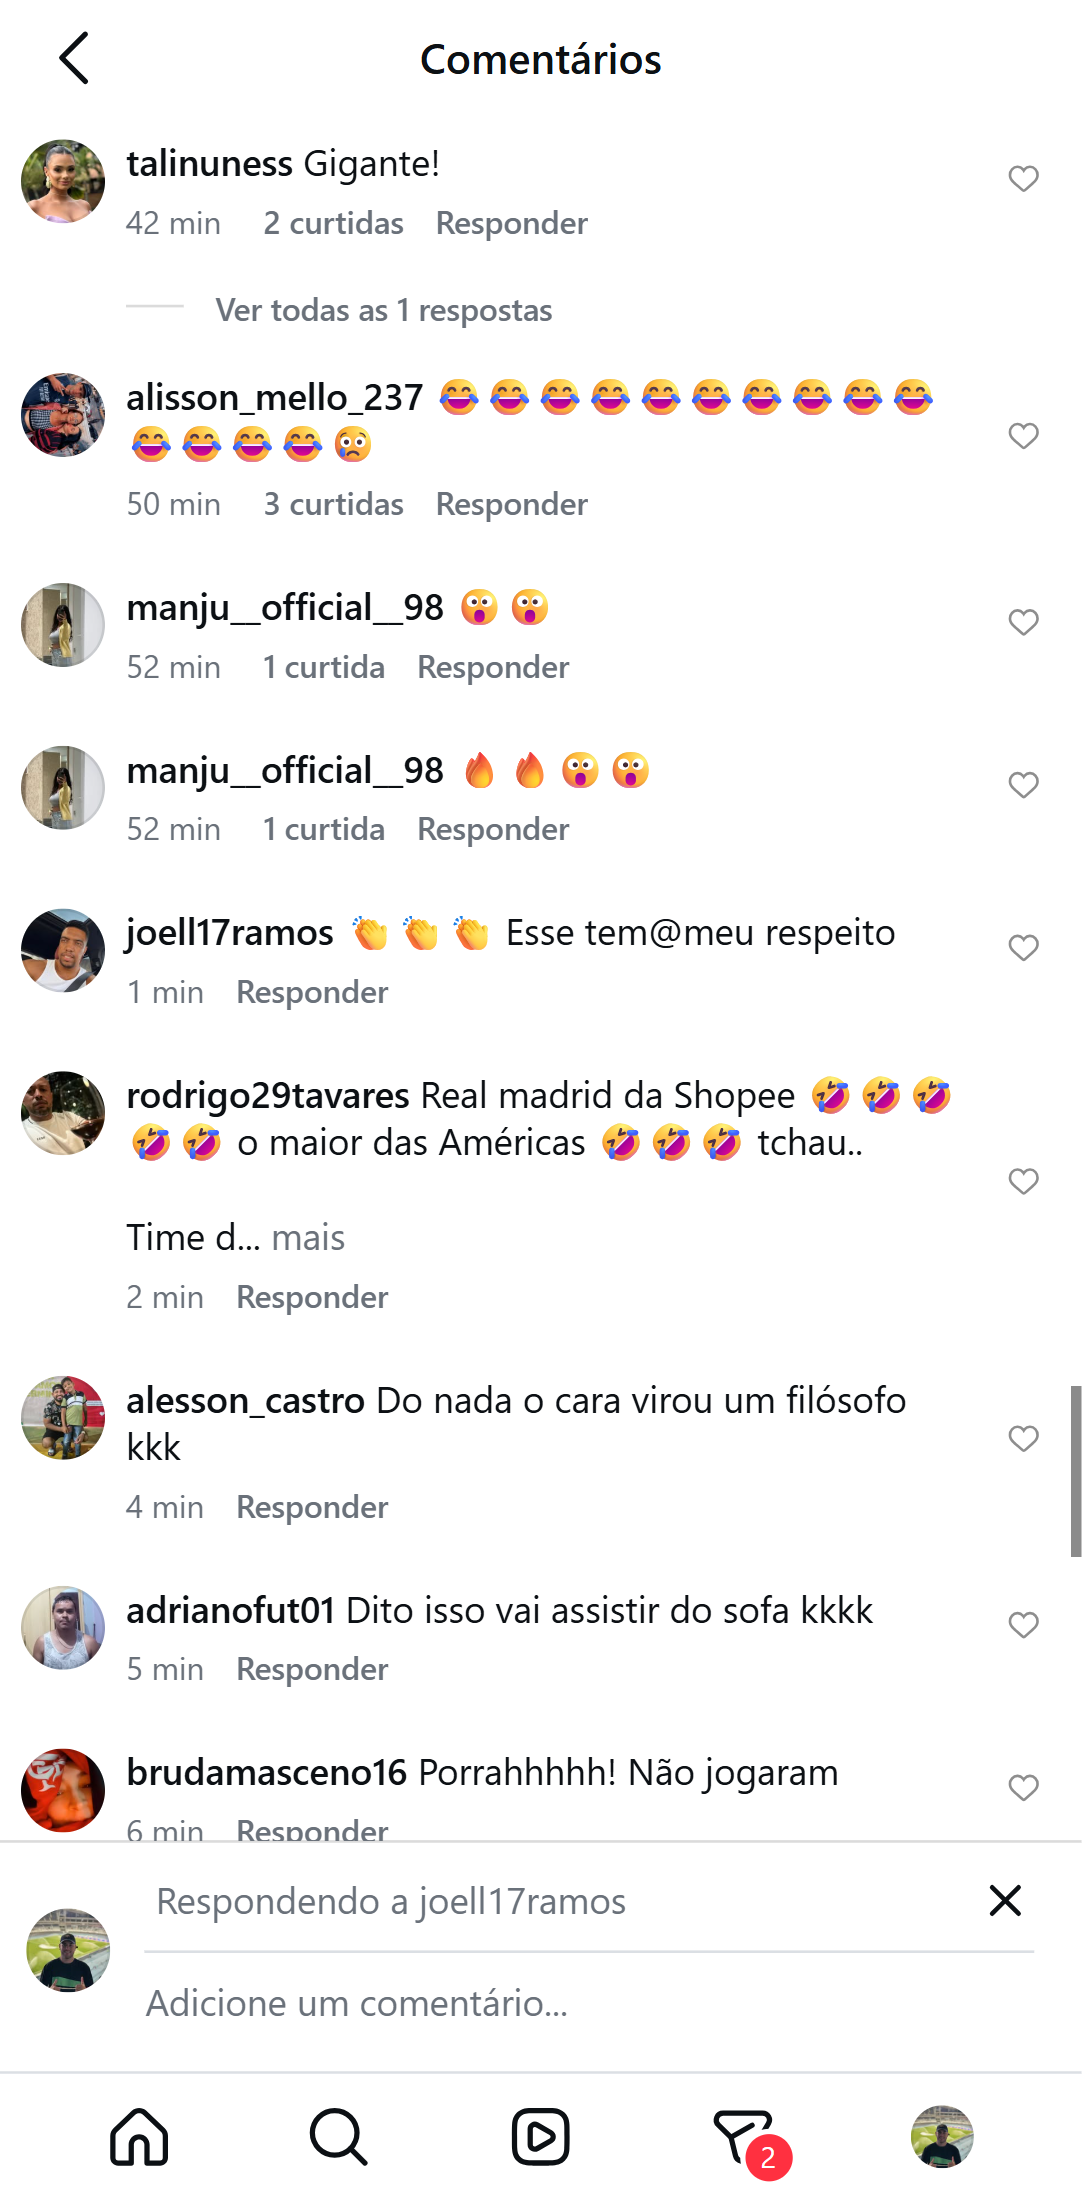 Comentários
talinuness Gigante!
42 min 2 curtidas Responder
Ver todas as 1 respostas
alisson_mello_237 😂😂😂😂😂😂😂😂😂😂
😂😂😂😂😢
50 min 3 curtidas Responder
manju__official__98 😲😲
52 min 1 curtida Responder
manju__official__98 🔥🔥😲😲
52 min 1 curtida Responder
joell17ramos 👏👏👏 Esse tem@meu respeito
1 min Responder
rodrigo29tavares Real madrid da Shopee 🤣🤣🤣
🤣🤣 o maior das Américas 🤣🤣🤣 tchau..
Time d... mais
2 min Responder
alesson_castro Do nada o cara virou um filósofo
kkk
4 min Responder
adrianofut01 Dito isso vai assistir do sofa kkkk
5 min Responder
brudamasceno16 Porrahhhhh! Não jogaram
6 min Responder
Respondendo a joell17ramos
Adicione um comentário...
2